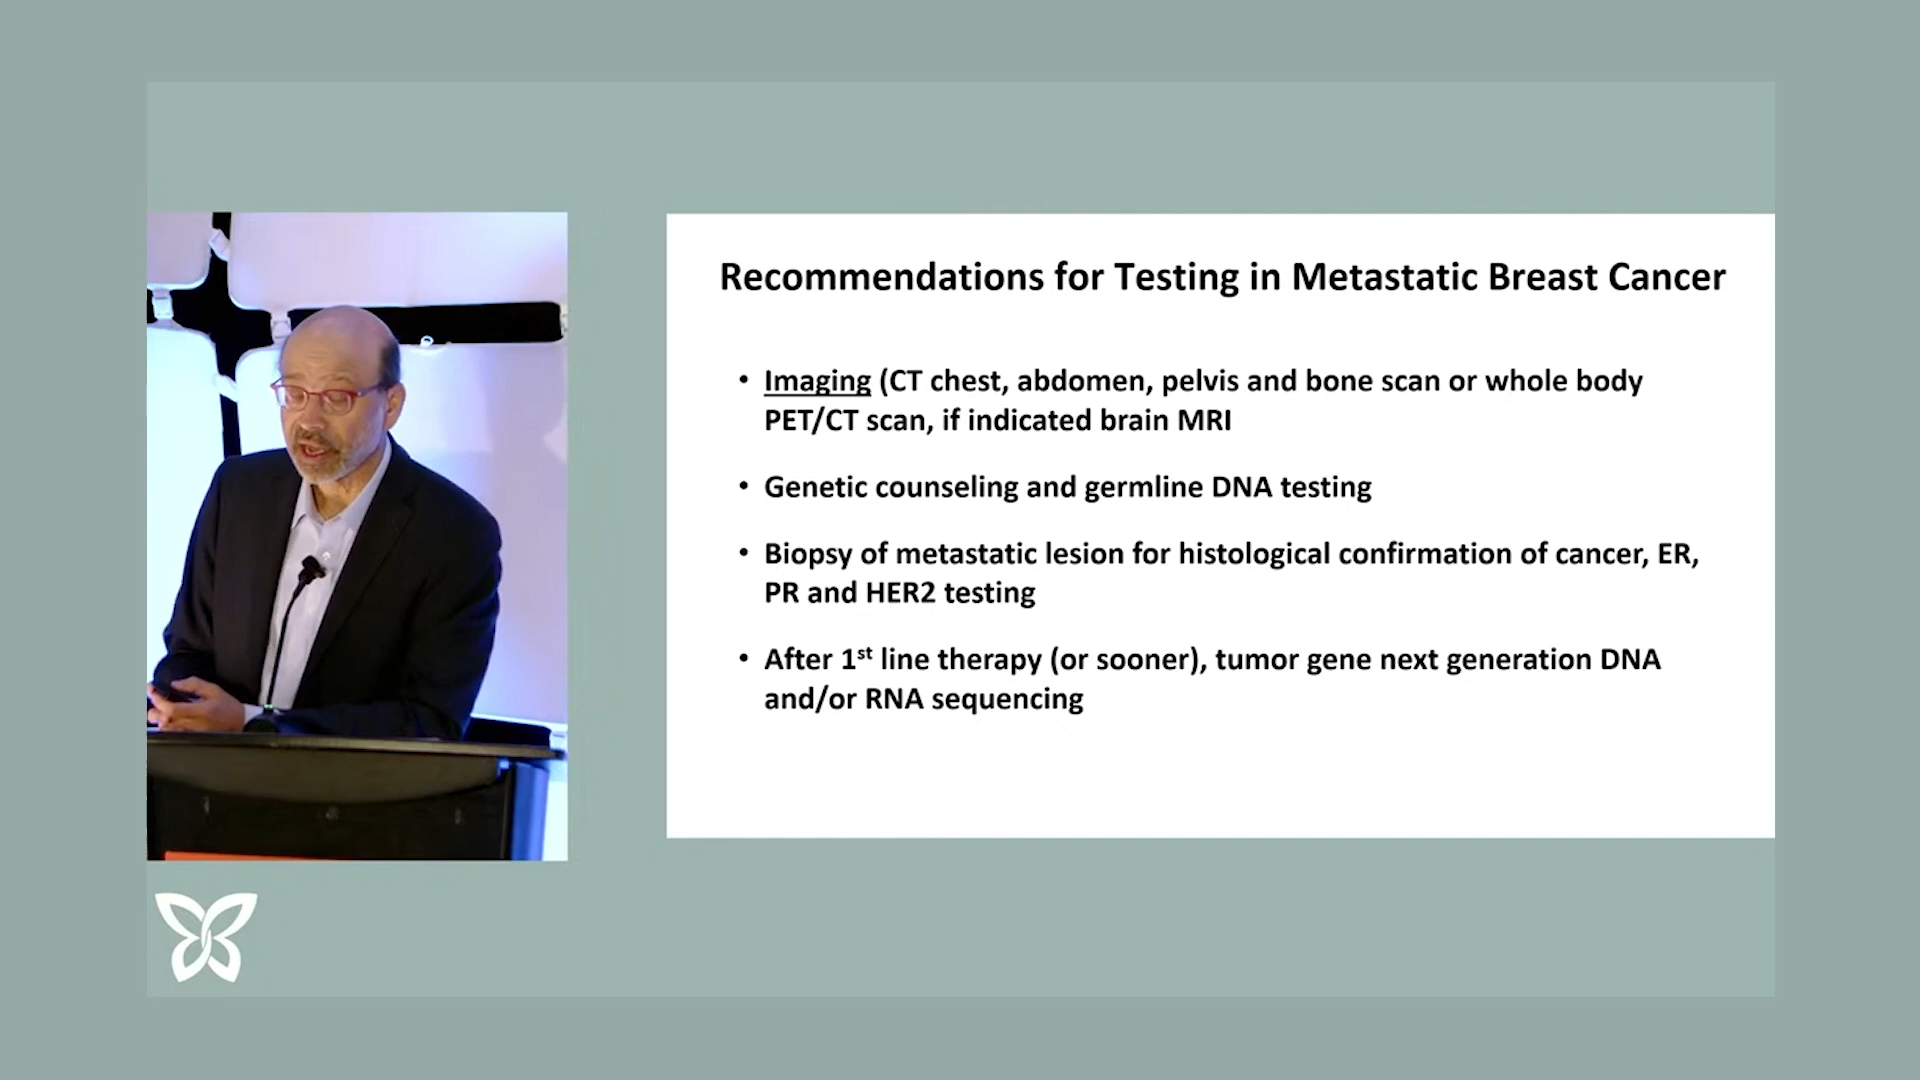 Recommendations for Testing in Metastatic Breast Cancer
• Imaging (CT chest, abdomen, pelvis and bone scan or whole body
PET/CT scan, if indicated brain MRI
• Genetic counseling and germline DNA testing
• Biopsy of metastatic lesion for histological confirmation of cancer, ER,
PR and HER2 testing
• After 1st line therapy (or sooner), tumor gene next generation DNA
and/or RNA sequencing